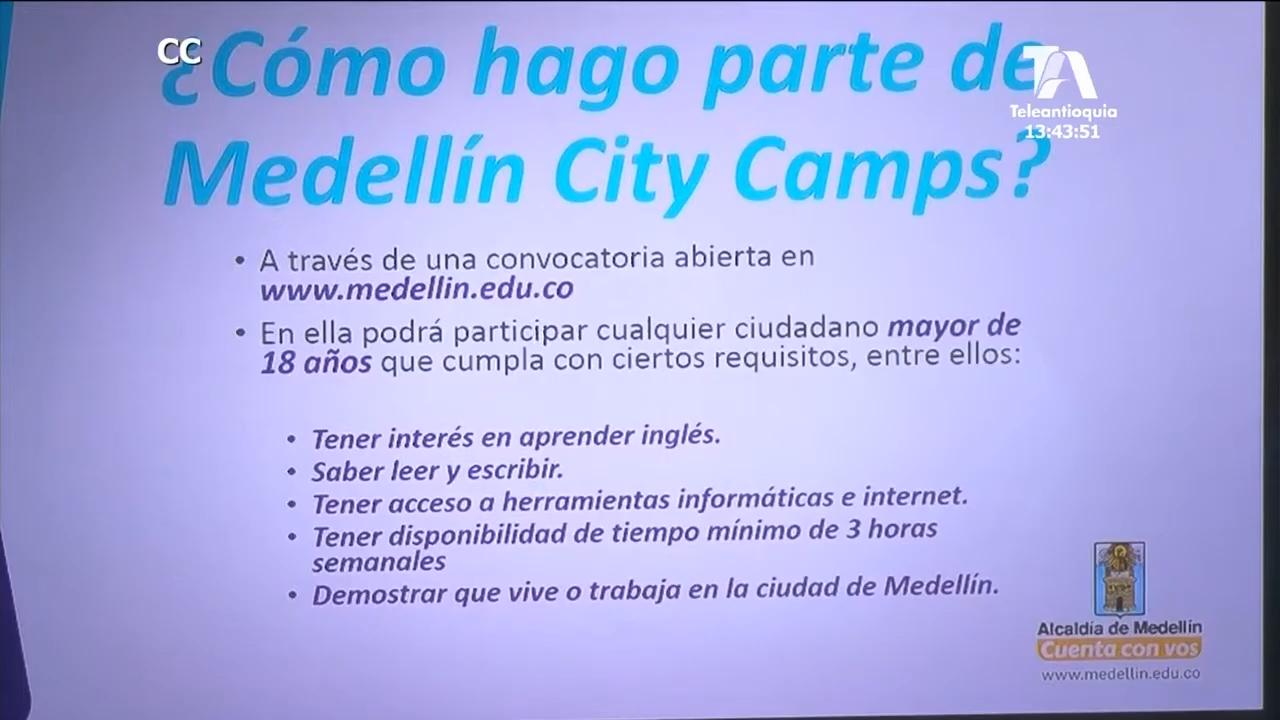 CC
¿Cómo hago parte de
Medellín City Camps?
Teleantioquia
13:43:51
• A través de una convocatoria abierta en
www.medellin.edu.co
• En ella podrá participar cualquier ciudadano mayor de
18 años que cumpla con ciertos requisitos, entre ellos:
• Tener interés en aprender inglés.
• Saber leer y escribir.
• Tener acceso a herramientas informáticas e internet.
• Tener disponibilidad de tiempo mínimo de 3 horas
semanales
• Demostrar que vive o trabaja en la ciudad de Medellín.
Alcaldía de Medellín
Cuenta con vos
www.medellin.edu.co